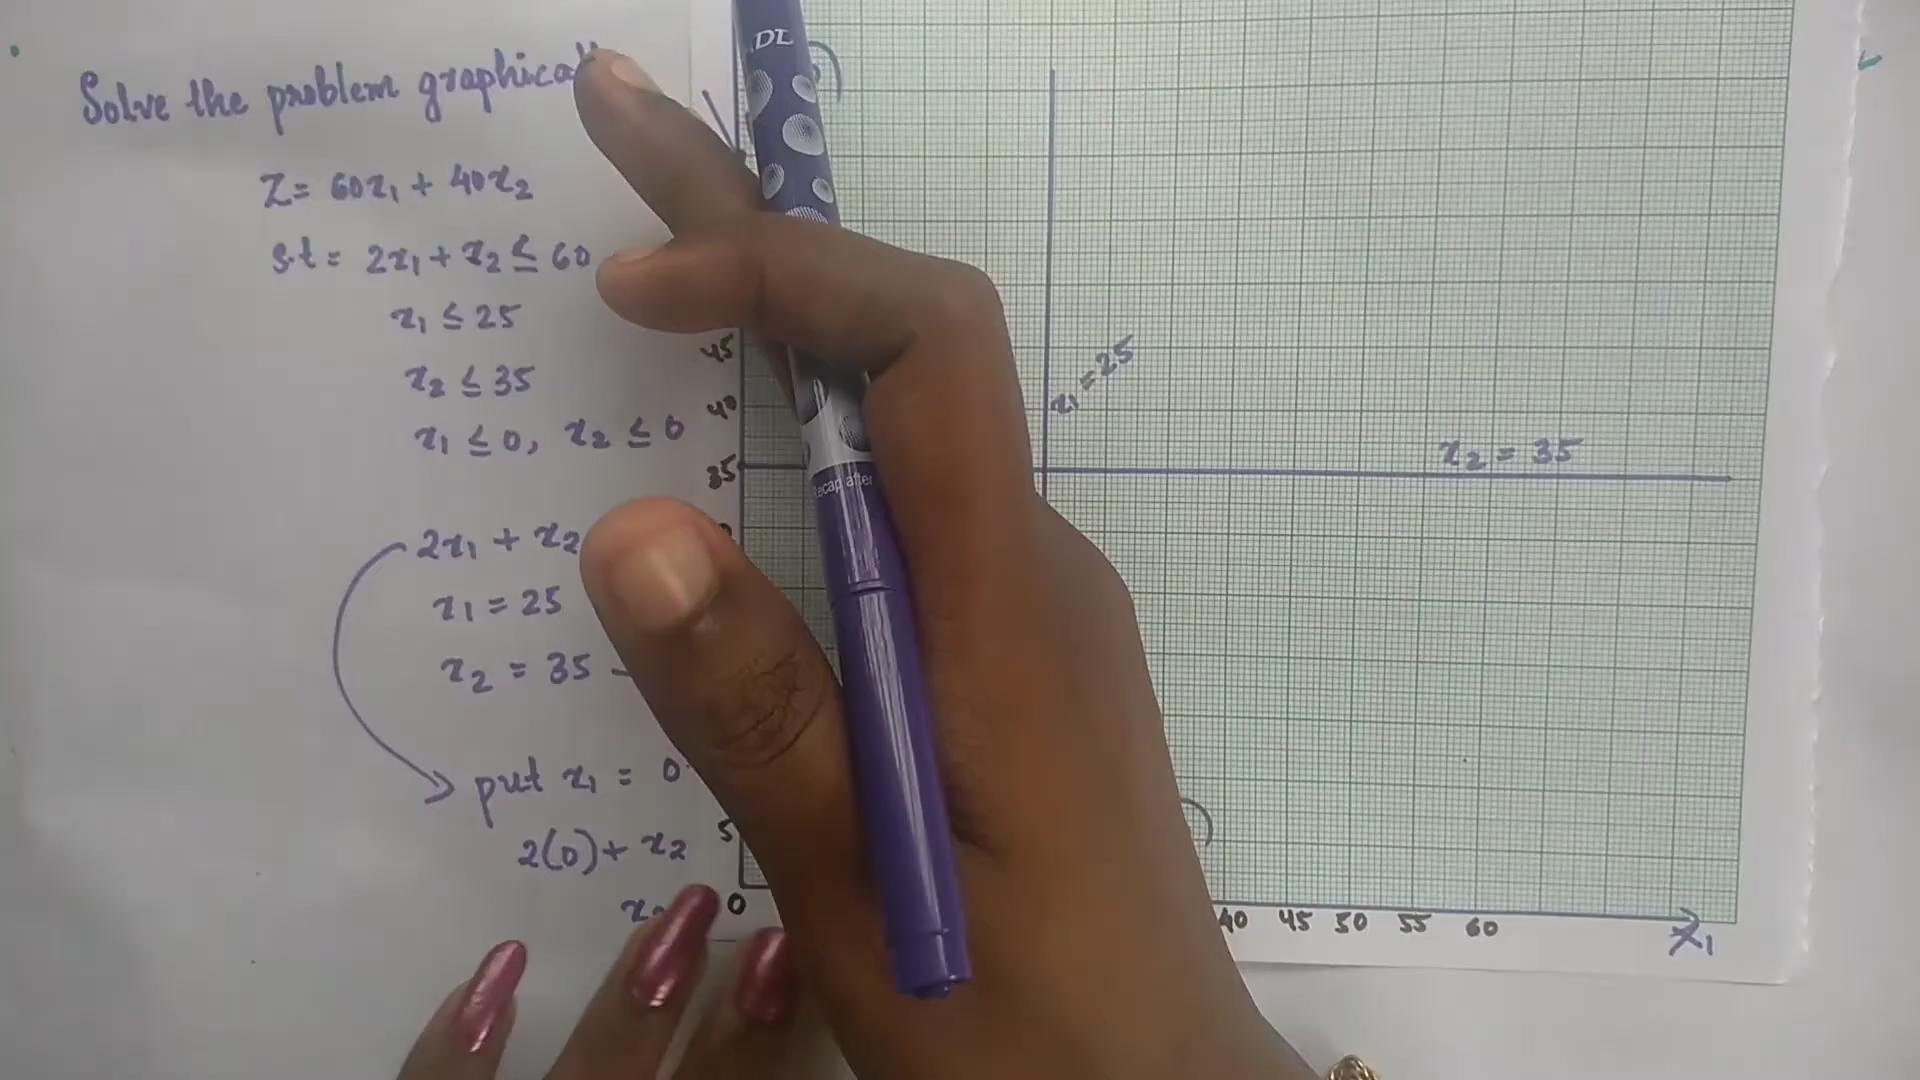 Solve the problem graphically
Z= 60x₁ + 40x₂
s.t = 2x₁ + x₂ ≤ 60
x₁ ≤ 25
x₂ ≤ 35
x₁ ≤ 0, x₂ ≤ 0
2x₁ + x₂
x₁ = 25
x₂ = 35
put x₁ = 0
2(0) + x₂
45
40
35
5
0
x₁ = 25
x₂ = 35
40 45 50 55 60
X₁
Recap after